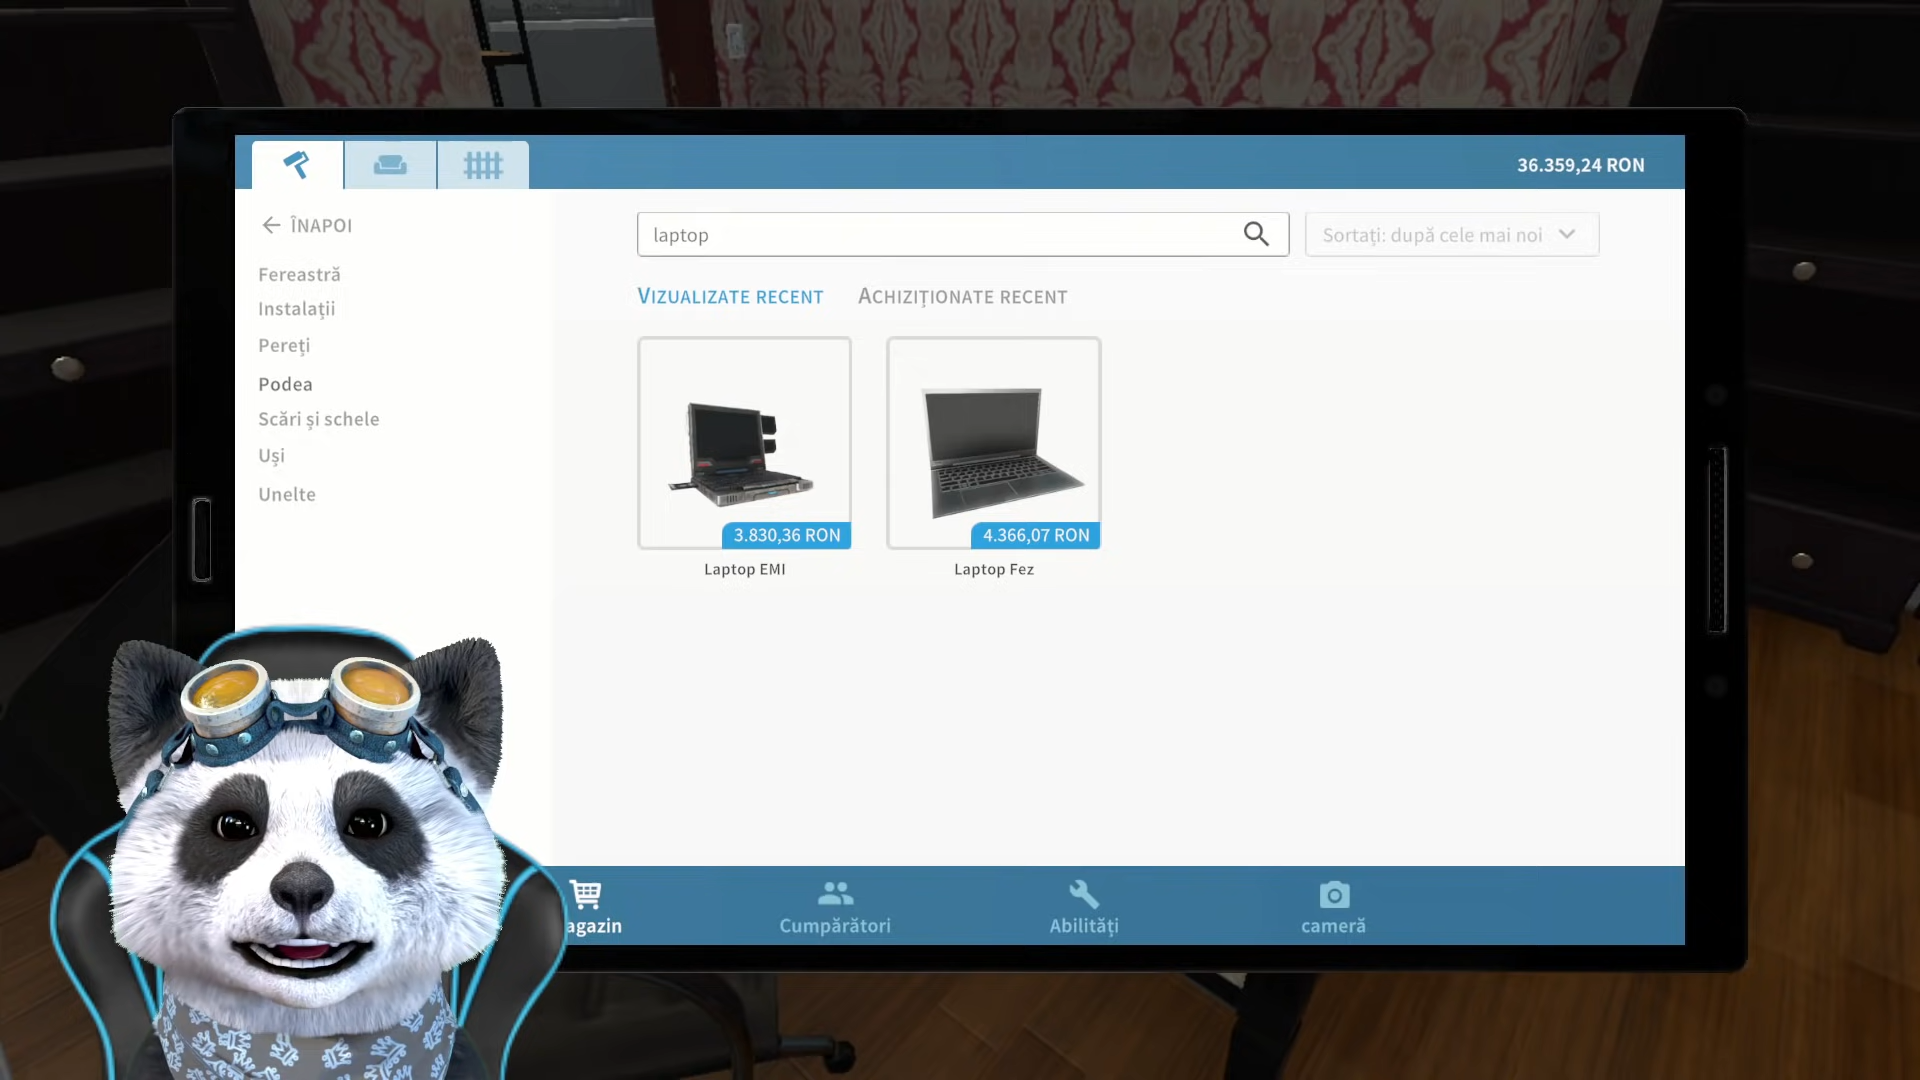 36.359,24 RON
ÎNAPOI
Fereastră
Instalații
Pereți
Podea
Scări și schele
Uși
Unelte
laptop
Sortați: după cele mai noi
VIZUALIZATE RECENT
ACHIZIȚIONATE RECENT
3.830,36 RON
Laptop EMI
4.366,07 RON
Laptop Fez
agazin
Cumpărători
Abilități
cameră